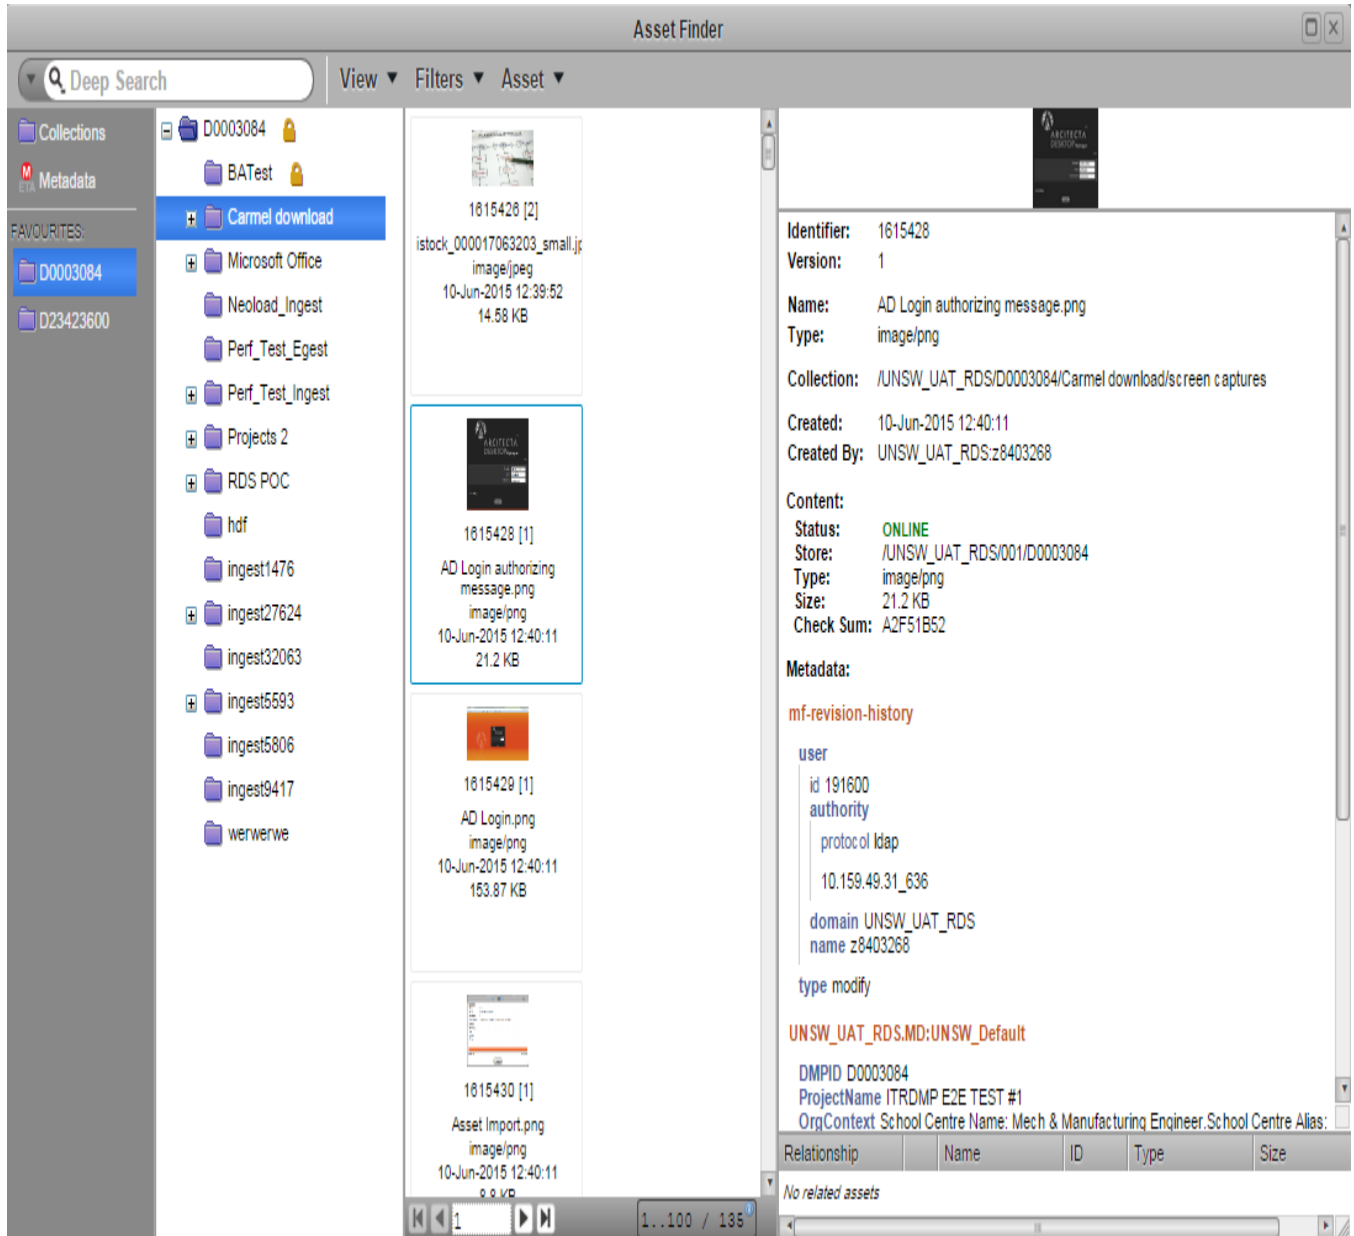 Asset Finder
Deep Search
View
Filters
Asset
Collections
Metadata
FAVOURITES:
D0003084
D23423600
D0003084
BATest
Carmel download
Microsoft Office
Neoload_Ingest
Perf_Test_Egest
Perf_Test_Ingest
Projects 2
RDS POC
hdf
ingest1476
ingest27624
ingest32063
ingest5593
ingest5806
ingest9417
werwerwe
1615426 [2]
istock_000017063203_small.jp
image/jpeg
10-Jun-2015 12:39:52
14.58 KB
ARCITECTA
DESKTOP
1615428 [1]
AD Login authorizing
message.png
image/png
10-Jun-2015 12:40:11
21.2 KB
1615429 [1]
AD Login.png
image/png
10-Jun-2015 12:40:11
153.87 KB
1615430 [1]
Asset Import.png
image/png
10-Jun-2015 12:40:11
8.8 KB
1
1..100 / 135
ARCITECTA
DESKTOP
Identifier: 1615428
Version: 1
Name: AD Login authorizing message.png
Type: image/png
Collection: /UNSW_UAT_RDS/D0003084/Carmel download/screen captures
Created: 10-Jun-2015 12:40:11
Created By: UNSW_UAT_RDS:z8403268
Content:
Status: ONLINE
Store: /UNSW_UAT_RDS/001/D0003084
Type: image/png
Size: 21.2 KB
Check Sum: A2F51B52
Metadata:
mf-revision-history
user
id 191600
authority
protocol ldap
10.159.49.31_636
domain UNSW_UAT_RDS
name z8403268
type modify
UNSW_UAT_RDS.MD:UNSW_Default
DMPID D0003084
ProjectName ITRDMP E2E TEST #1
OrgContext School Centre Name: Mech & Manufacturing Engineer.School Centre Alias:
Relationship Name ID Type Size
No related assets